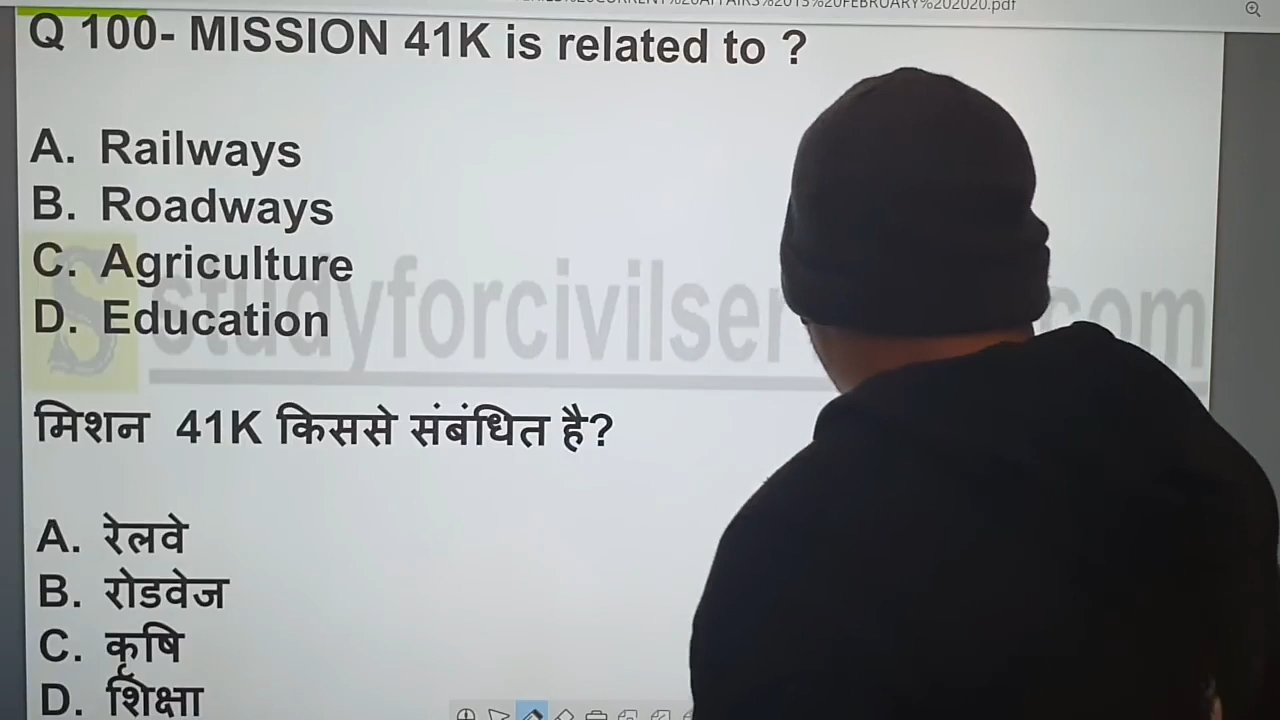 Q 100- MISSION 41K is related to ?
A. Railways
B. Roadways
C. Agriculture
D. Education
मिशन 41K किससे संबंधित है?
A. रेलवे
B. रोडवेज
C. कृषि
D. शिक्षा